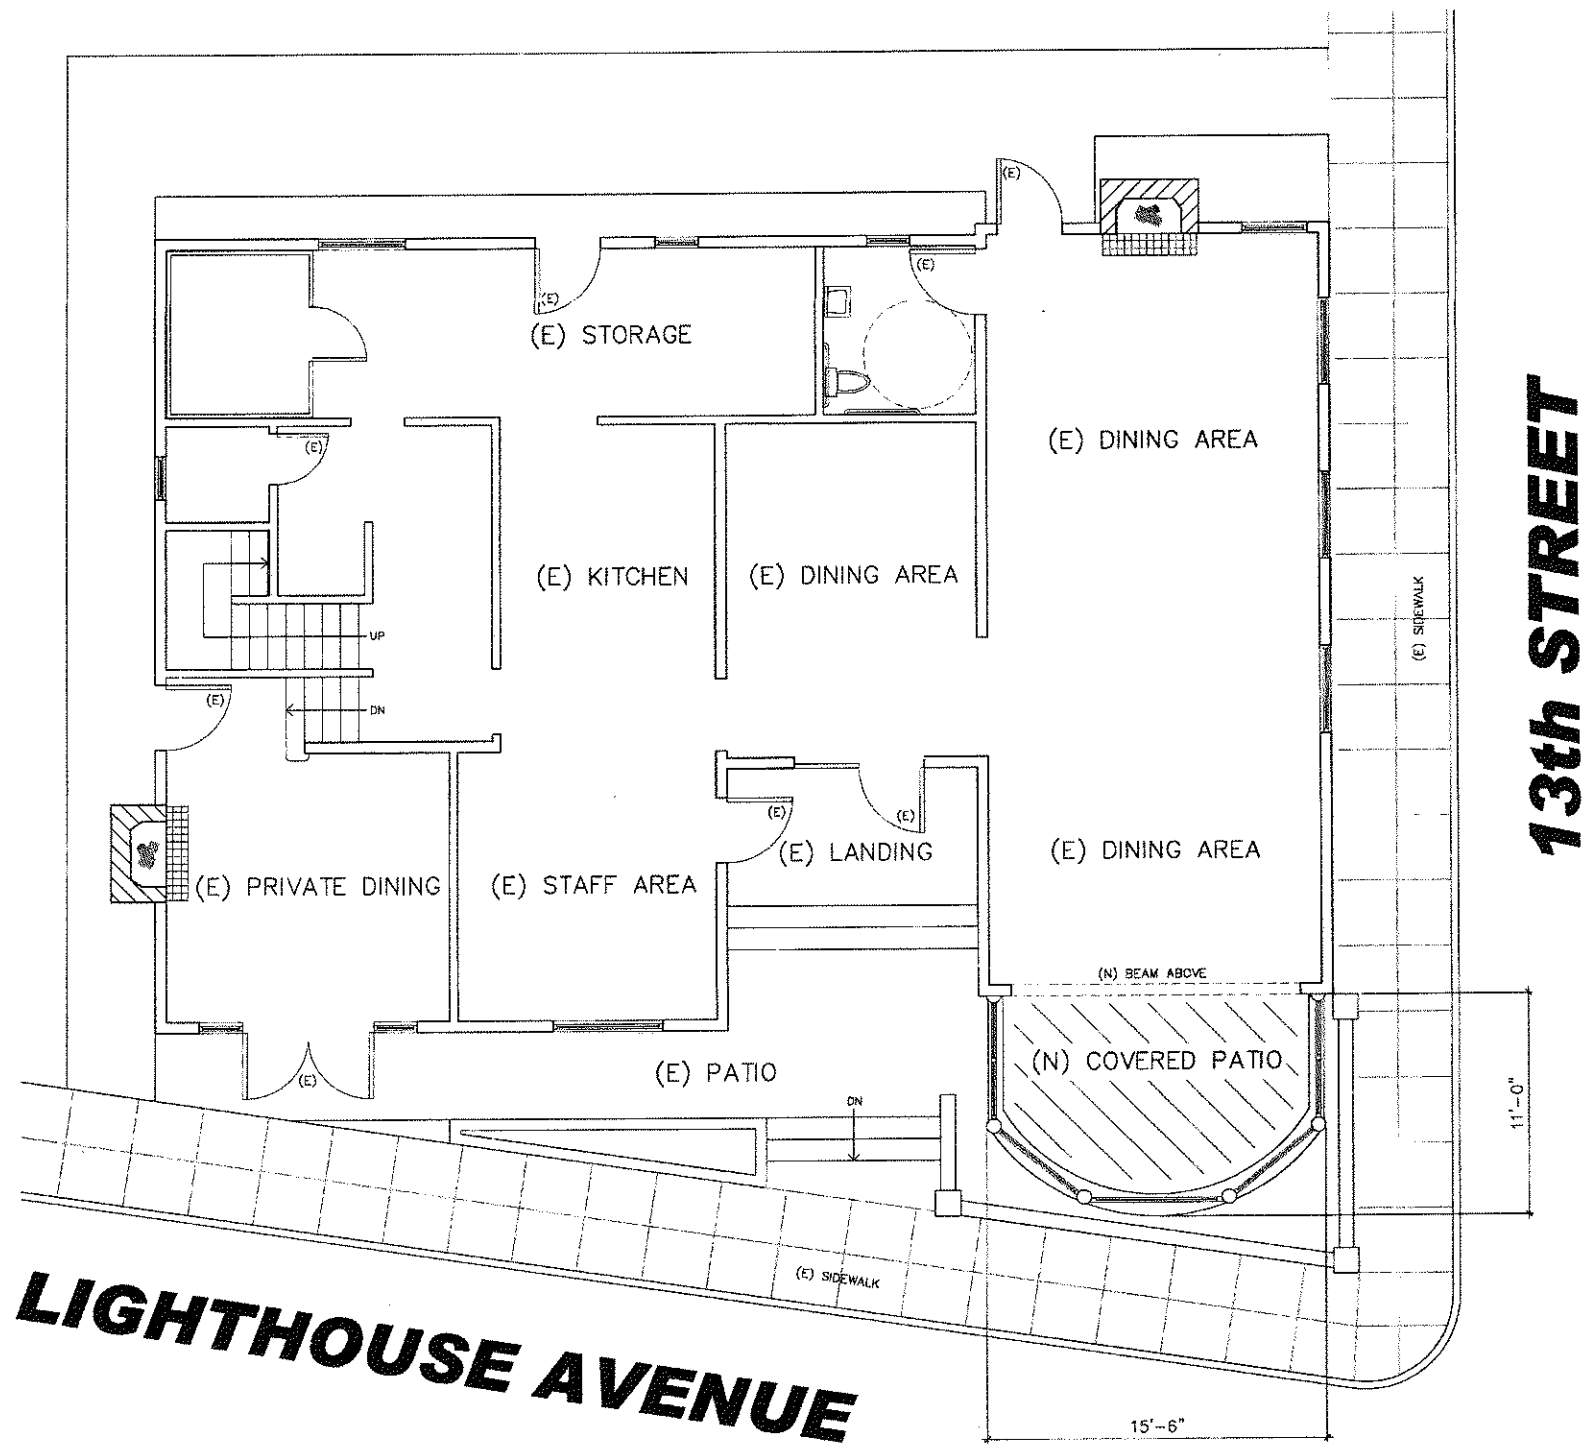 (E)
(E)
(E)
(E) STORAGE
(E) DINING AREA
(E)
(E) KITCHEN
(E) DINING AREA
(E) SIDEWALK
13th STREET
UP
(E)
DN
(E)
(E)
(E) LANDING
(E) DINING AREA
(E) PRIVATE DINING
(E) STAFF AREA
(N) BEAM ABOVE
(N) COVERED PATIO
(E) PATIO
(E)
DN
11'-0"
(E) SIDEWALK
LIGHTHOUSE AVENUE
15'-6"